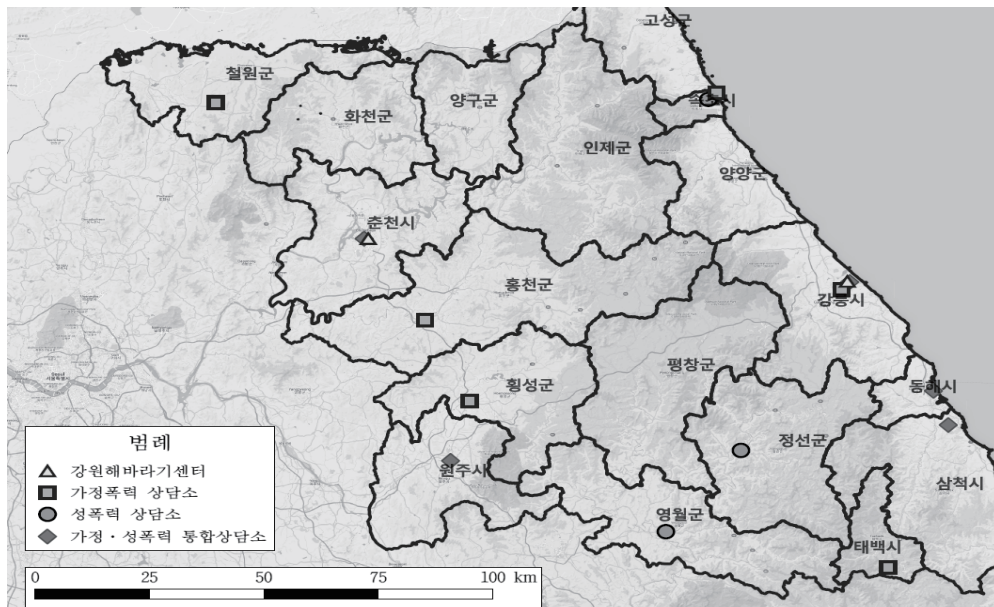 고성군
철원군
속초시
화천군
양구군
인제군
양양군
춘천시
홍천군
강릉시
평창군
횡성군
동해시
정선군
원주시
삼척시
영월군
태백시
범례
강원해바라기센터
가정폭력 상담소
성폭력 상담소
가정·성폭력 통합상담소
0 25 50 75 100 km